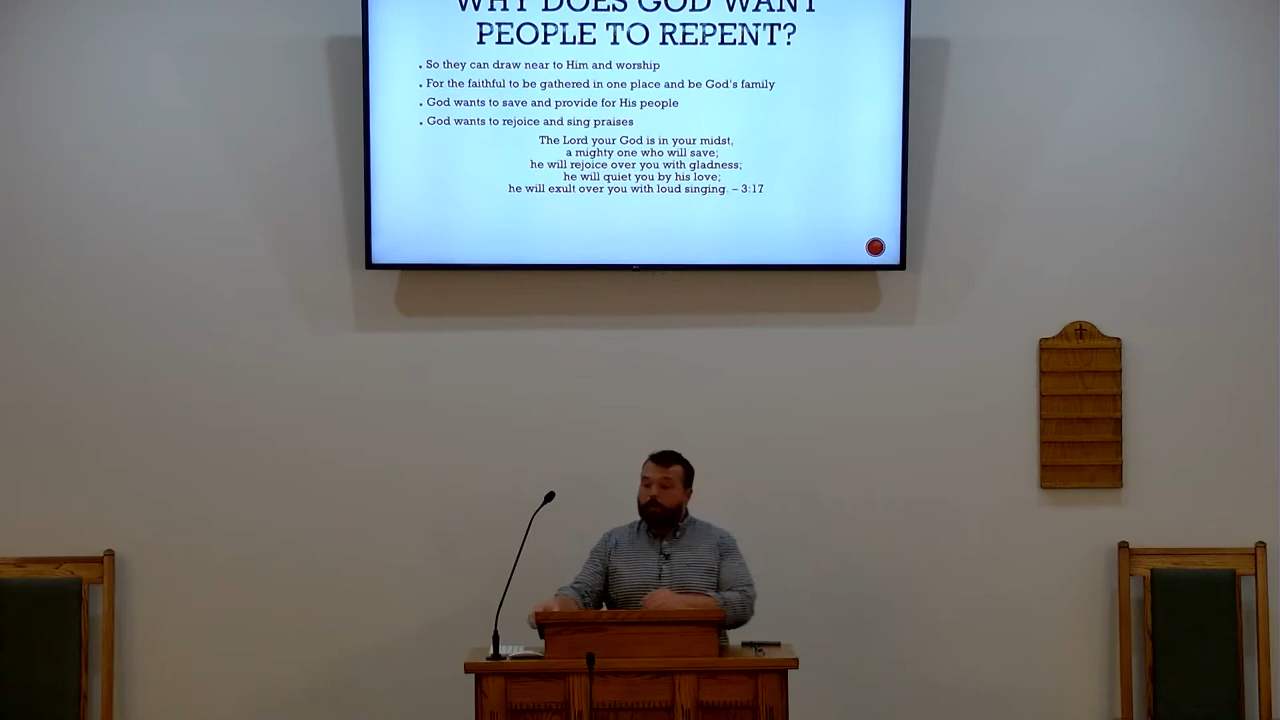 WHY DOES GOD WANT
PEOPLE TO REPENT?
. So they can draw near to Him and worship
. For the faithful to be gathered in one place and be God's family
. God wants to save and provide for His people
. God wants to rejoice and sing praises
The Lord your God is in your midst,
a mighty one who will save;
he will rejoice over you with gladness;
he will quiet you by his love;
he will exult over you with loud singing. – 3:17